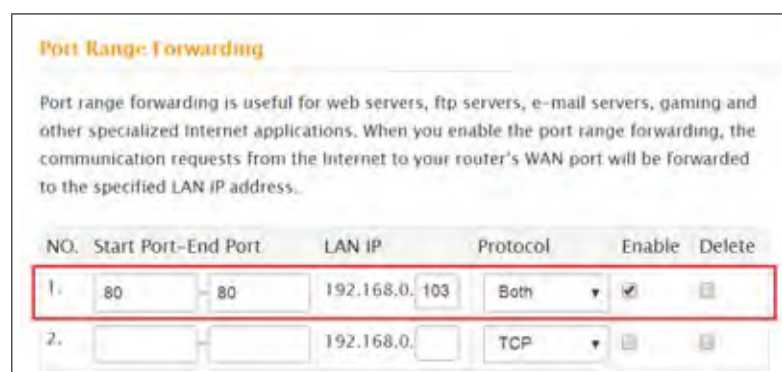 Port Range Forwarding
Port range forwarding is useful for web servers, ftp servers, e-mail servers, gaming and
other specialized Internet applications. When you enable the port range forwarding, the
communication requests from the Internet to your router's WAN port will be forwarded
to the specified LAN IP address.
NO. Start Port-End Port LAN IP Protocol Enable Delete
1. 80 - 80 192.168.0. 103 Both
2. - 192.168.0. TCP